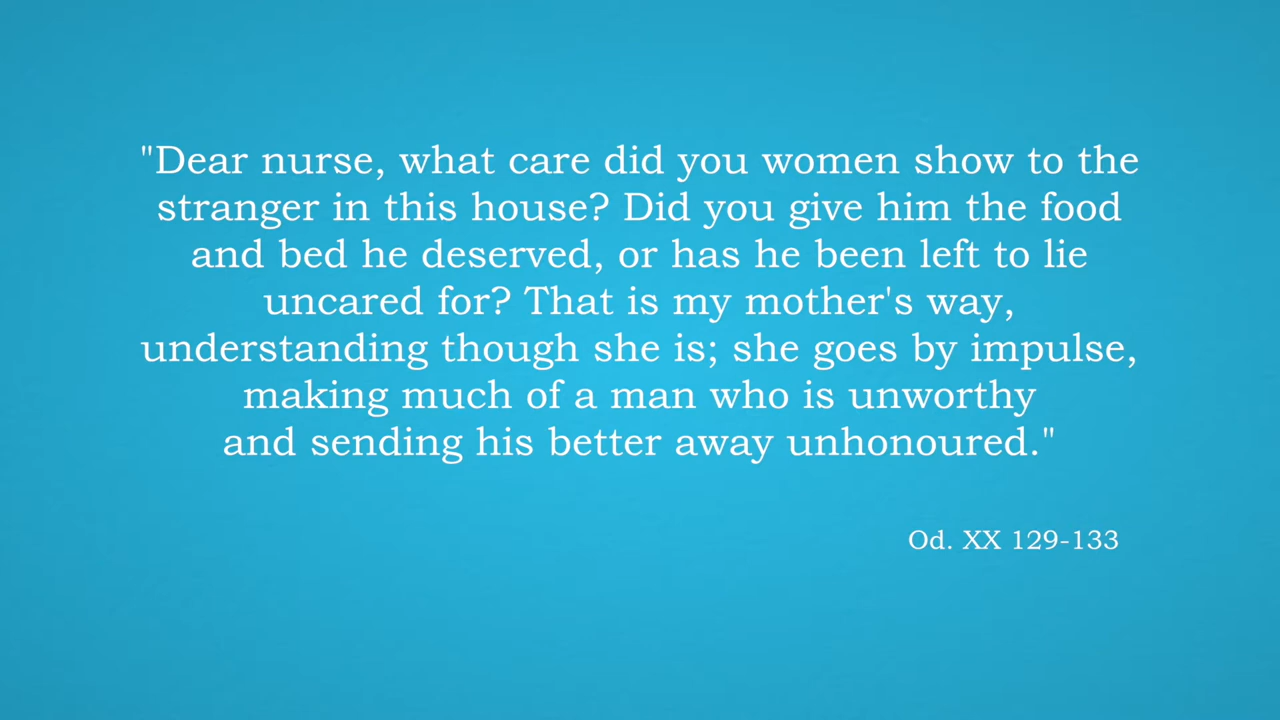 "Dear nurse, what care did you women show to the
stranger in this house? Did you give him the food
and bed he deserved, or has he been left to lie
uncared for? That is my mother's way,
understanding though she is; she goes by impulse,
making much of a man who is unworthy
and sending his better away unhonoured."
Od. XX 129-133